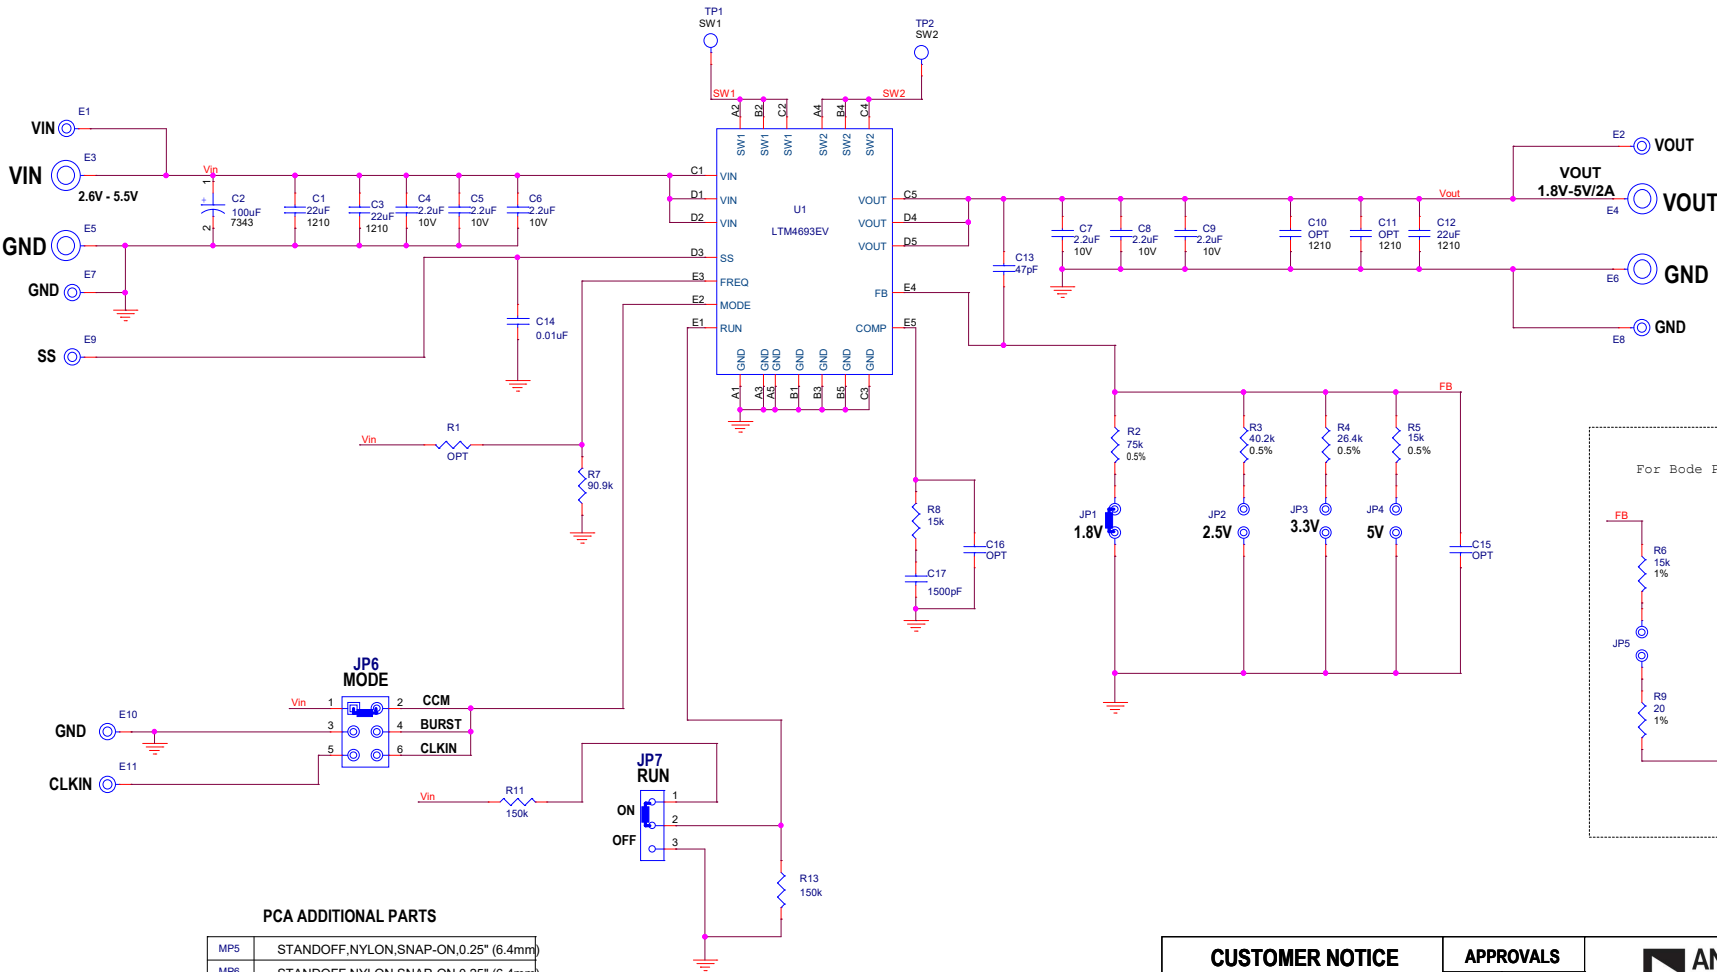 TP1
SW1
TP2
SW2
SW1
SW2
A2
B2
C2
A4
B4
C4
SW1
SW1
SW1
SW2
SW2
SW2
E1
VIN
E3
VIN
2.6V - 5.5V
E5
GND
E7
GND
E9
SS
Vin
1
+
2
C2
100uF
7343
C1
22uF
1210
C3
22uF
1210
C4
2.2uF
10V
C5
2.2uF
10V
C6
2.2uF
10V
C14
0.01uF
C1
VIN
D1
VIN
D2
VIN
D3
SS
E3
FREQ
E2
MODE
E1
RUN
U1
LTM4693EV
VOUT
C5
VOUT
D4
VOUT
D5
FB
E4
COMP
E5
GND
GND
GND
GND
GND
GND
GND
A1
A3
A5
B1
B3
B5
C3
C13
47pF
C7
2.2uF
10V
C8
2.2uF
10V
C9
2.2uF
10V
C10
OPT
1210
C11
OPT
1210
C12
22uF
1210
Vout
VOUT
1.8V-5V/2A
E2
VOUT
E4
VOUT
E6
GND
E8
GND
Vin
R1
OPT
R7
90.9k
R8
15k
C17
1500pF
C16
OPT
FB
R2
75k
0.5%
R3
40.2k
0.5%
R4
26.4k
0.5%
R5
15k
0.5%
JP1
1.8V
JP2
2.5V
JP3
3.3V
JP4
5V
C15
OPT
For Bode P
FB
R6
15k
1%
JP5
R9
20
1%
JP6
MODE
Vin
1
2
CCM
3
4
BURST
5
6
CLKIN
E10
GND
E11
CLKIN
JP7
RUN
Vin
R11
150k
ON
OFF
1
2
3
R13
150k
PCA ADDITIONAL PARTS
MP5 STANDOFF,NYLON,SNAP-ON,0.25" (6.4mm)
MP6 STANDOFF,NYLON,SNAP-ON,0.25" (6.4mm)
CUSTOMER NOTICE
APPROVALS
AN